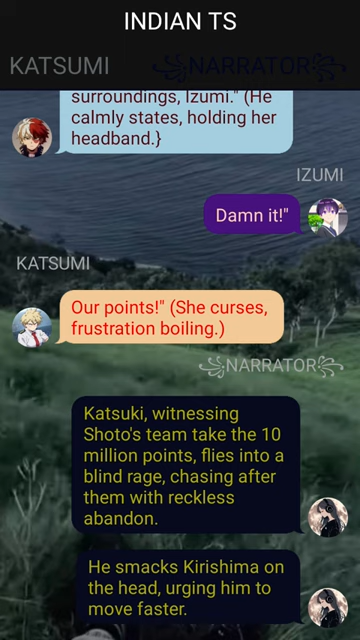 INDIAN TS
KATSUMI
꧁NARRATOR꧂
surroundings, Izumi." (He
calmly states, holding her
headband.}
IZUMI
Damn it!"
KATSUMI
Our points!" (She curses,
frustration boiling.)
꧁NARRATOR꧂
Katsuki, witnessing
Shoto's team take the 10
million points, flies into a
blind rage, chasing after
them with reckless
abandon.
He smacks Kirishima on
the head, urging him to
move faster.